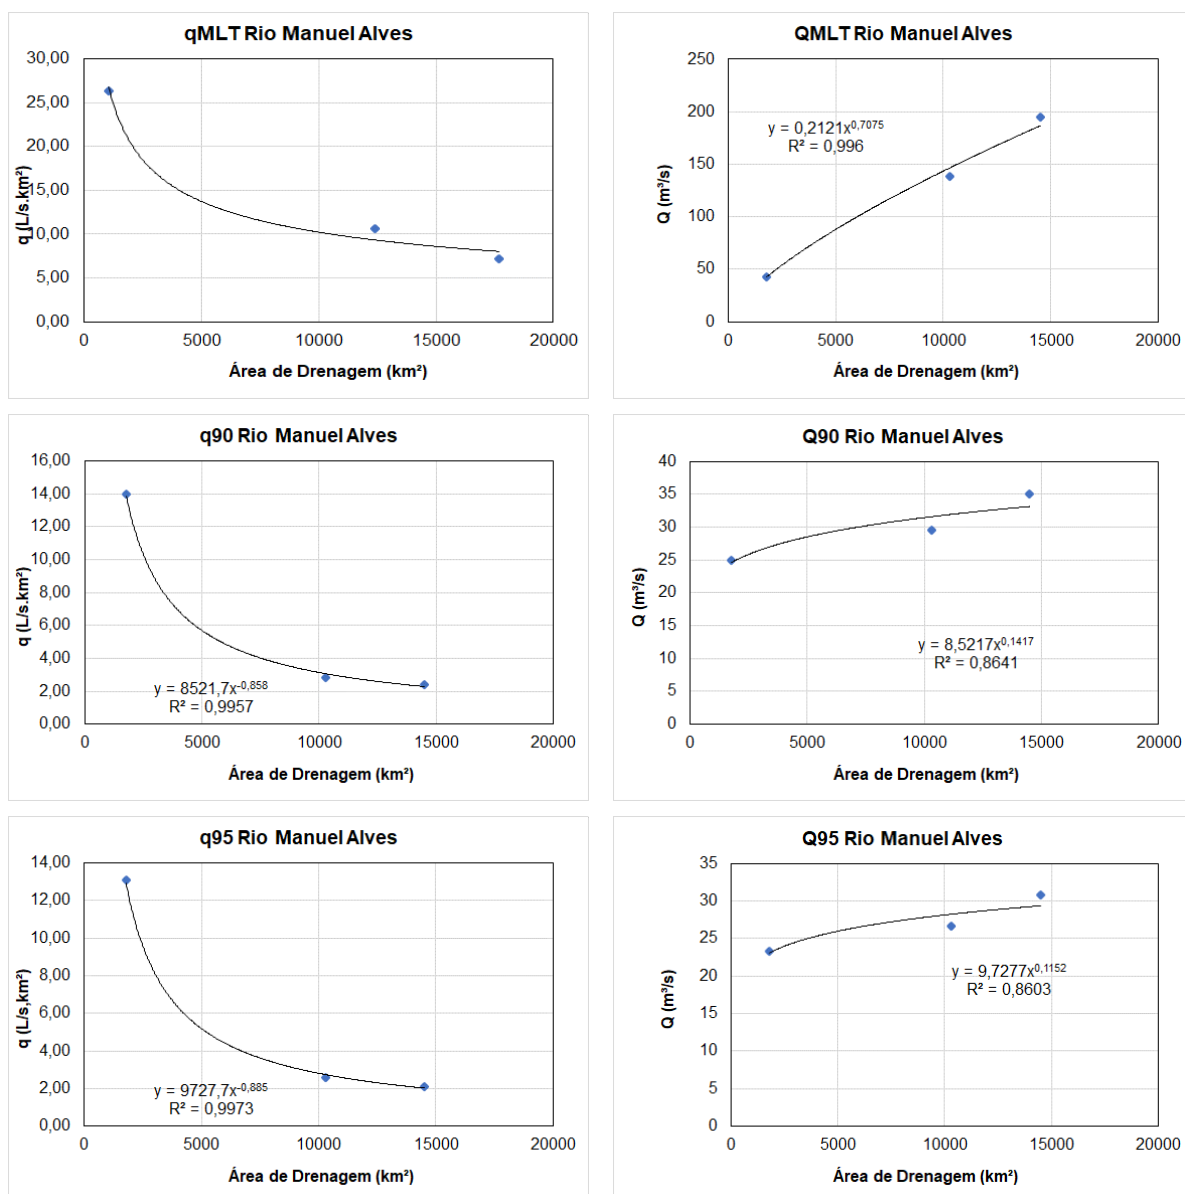 qMLT Rio Manuel Alves
30,00
25,00
20,00
15,00
10,00
5,00
0,00
q (L/s.km²)
0 5000 10000 15000 20000
Área de Drenagem (km²)
QMLT Rio Manuel Alves
250
200
150
100
50
0
Q (m³/s)
y = 0,2121x^0,7075
R² = 0,996
0 5000 10000 15000 20000
Área de Drenagem (km²)
q90 Rio Manuel Alves
16,00
14,00
12,00
10,00
8,00
6,00
4,00
2,00
0,00
q (L/s.km²)
y = 8521,7x^-0,858
R² = 0,9957
0 5000 10000 15000 20000
Área de Drenagem (km²)
Q90 Rio Manuel Alves
40
35
30
25
20
15
10
5
0
Q (m³/s)
y = 8,5217x^0,1417
R² = 0,8641
0 5000 10000 15000 20000
Área de Drenagem (km²)
q95 Rio Manuel Alves
14,00
12,00
10,00
8,00
6,00
4,00
2,00
0,00
q (L/s,km²)
y = 9727,7x^-0,885
R² = 0,9973
0 5000 10000 15000 20000
Área de Drenagem (km²)
Q95 Rio Manuel Alves
35
30
25
20
15
10
5
0
Q (m³/s)
y = 9,7277x^0,1152
R² = 0,8603
0 5000 10000 15000 20000
Área de Drenagem (km²)